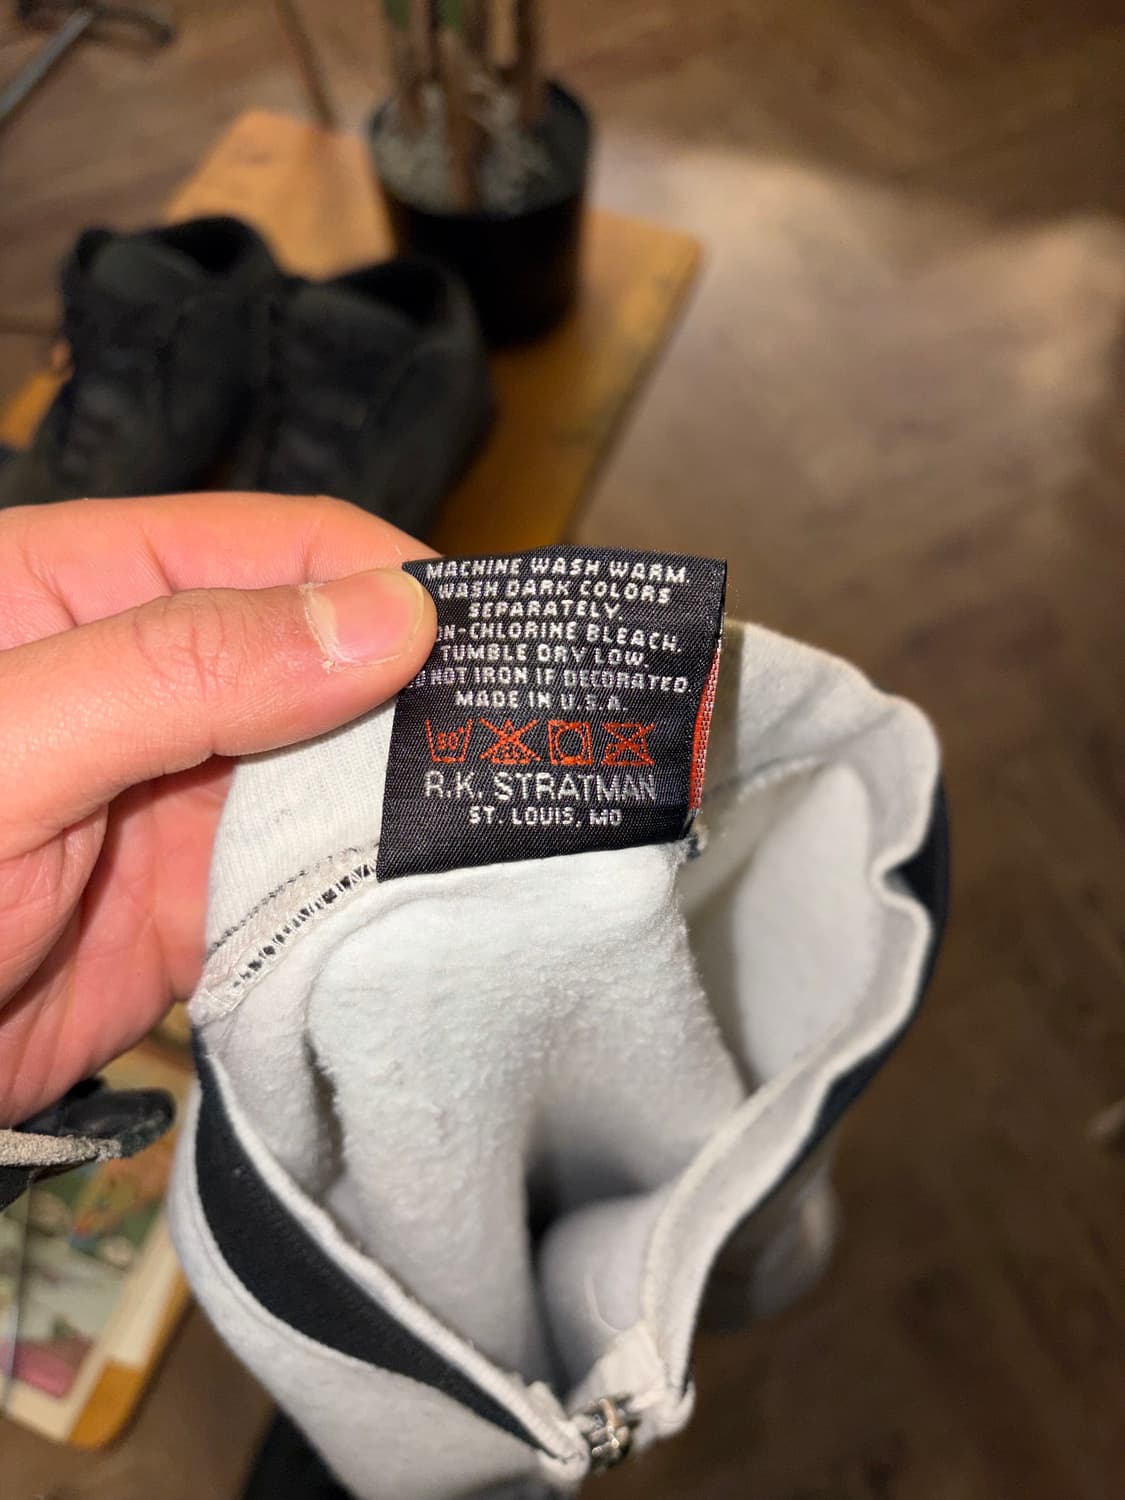 MACHINE WASH WARM.
WASH DARK COLORS
SEPARATELY.
ON-CHLORINE BLEACH.
TUMBLE DRY LOW.
O NOT IRON IF DECORATED.
MADE IN U.S.A.
R.K. STRATMAN
ST. LOUIS, MO